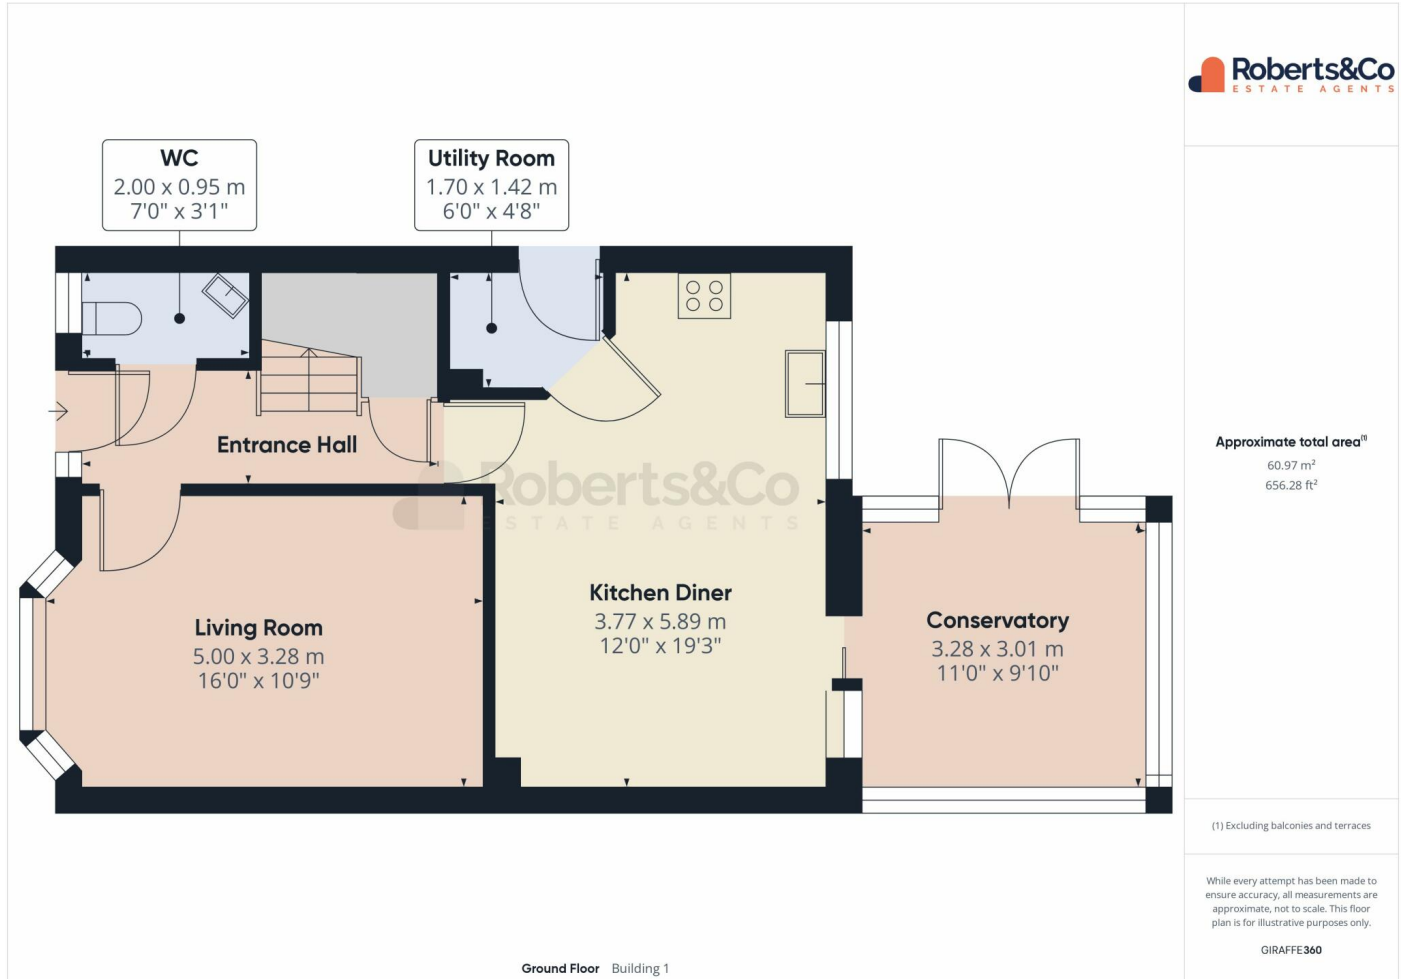 Roberts&Co
ESTATE AGENTS
WC
2.00 x 0.95 m
7'0" x 3'1"
Utility Room
1.70 x 1.42 m
6'0" x 4'8"
Entrance Hall
Roberts&Co
ESTATE AGENTS
Living Room
5.00 x 3.28 m
16'0" x 10'9"
Kitchen Diner
3.77 x 5.89 m
12'0" x 19'3"
Conservatory
3.28 x 3.01 m
11'0" x 9'10"
Approximate total area(1)
60.97 m²
656.28 ft²
(1) Excluding balconies and terraces
While every attempt has been made to
ensure accuracy, all measurements are
approximate, not to scale. This floor
plan is for illustrative purposes only.
GIRAFFE360
Ground Floor Building 1